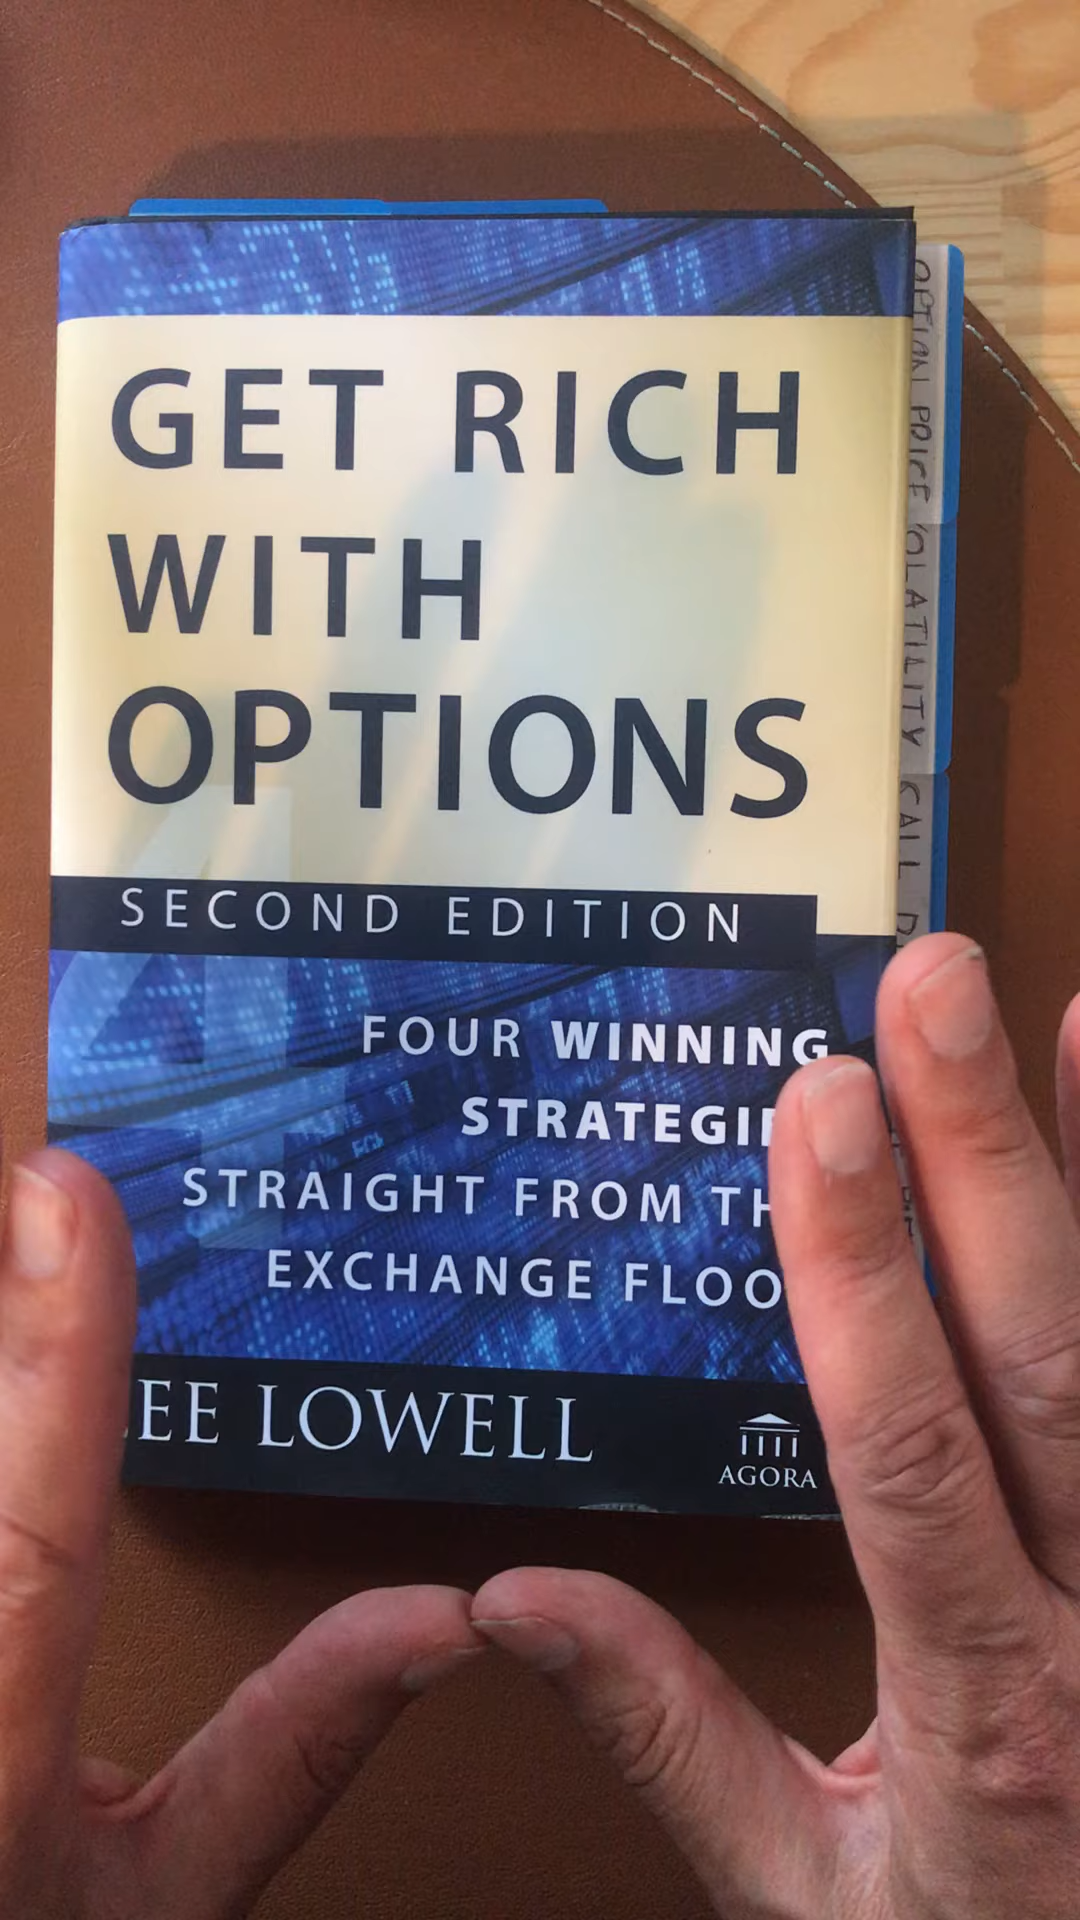 GET RICH
WITH
OPTIONS
SECOND EDITION
FOUR WINNING
STRATEGI
STRAIGHT FROM TH
EXCHANGE FLOO
EE LOWELL
AGORA
4
OPTION PRICE
VOLATILITY
CALL